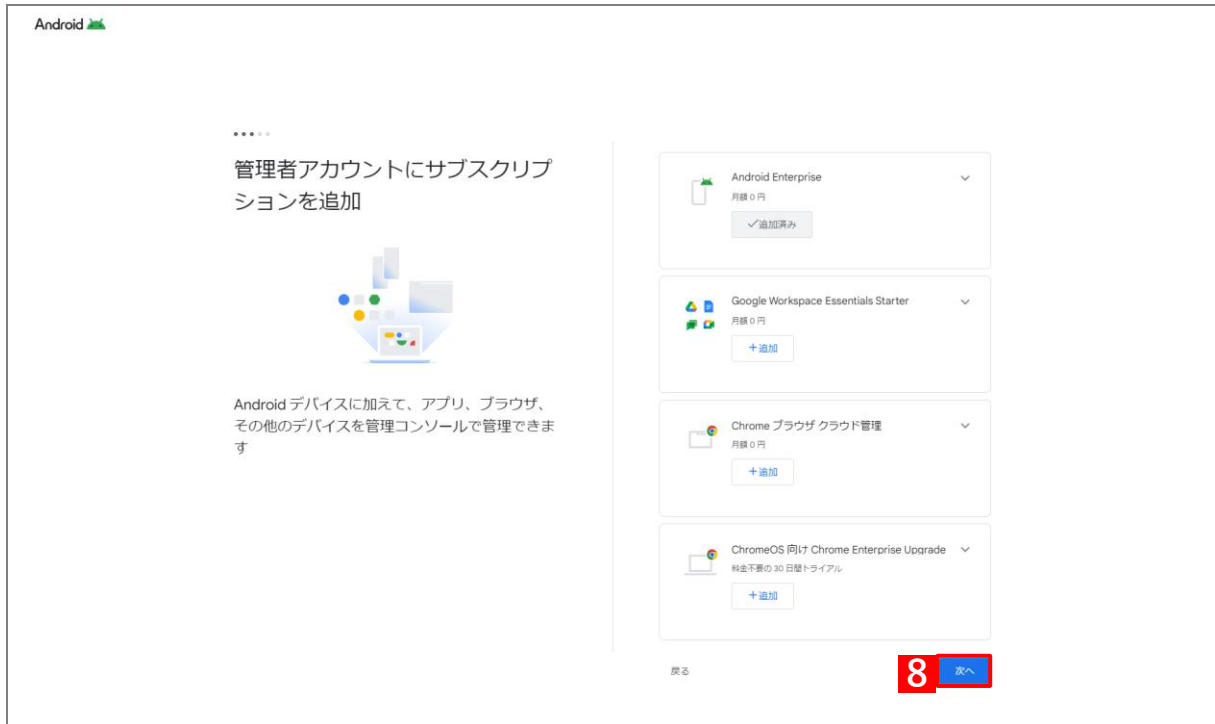 Android
管理者アカウントにサブスクリプ
ションを追加
Android デバイスに加えて、アプリ、ブラウザ、
その他のデバイスを管理コンソールで管理できま
す
Android Enterprise
月額 0 円
✓追加済み
Google Workspace Essentials Starter
月額 0 円
＋追加
Chrome ブラウザ クラウド管理
月額 0 円
＋追加
ChromeOS 向け Chrome Enterprise Upgrade
料金不要の 30 日間トライアル
＋追加
戻る
8 次へ